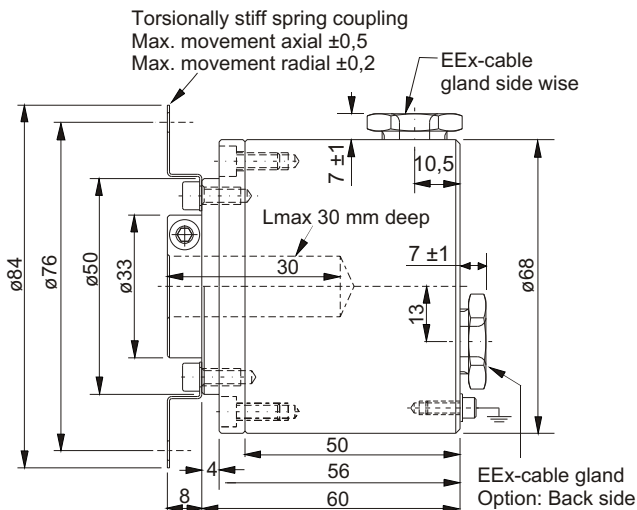 Torsionally stiff spring coupling
Max. movement axial ±0,5
Max. movement radial ±0,2
EEx-cable
gland side wise
7 ±1
10,5
Lmax 30 mm deep
30
7 ±1
ø84
ø76
ø50
ø33
13
ø68
50
4
56
8
60
EEx-cable gland
Option: Back side